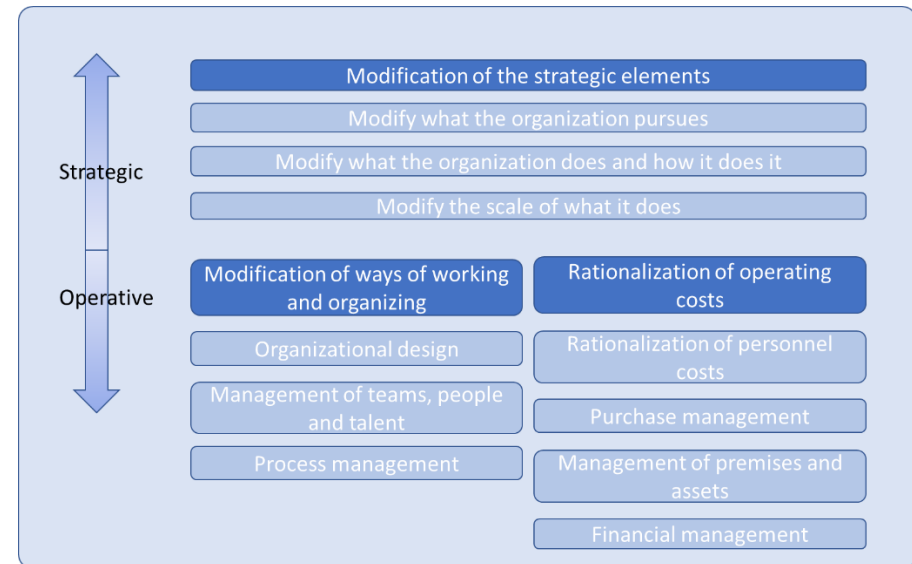 Modification of the strategic elements
Modify what the organization pursues
Strategic
Modify what the organization does and how it does it
Modify the scale of what it does
Operative
Modification of ways of working
and organizing
Organizational design
Management of teams, people
and talent
Process management
Rationalization of operating
costs
Rationalization of personnel
costs
Purchase management
Management of premises and
assets
Financial management